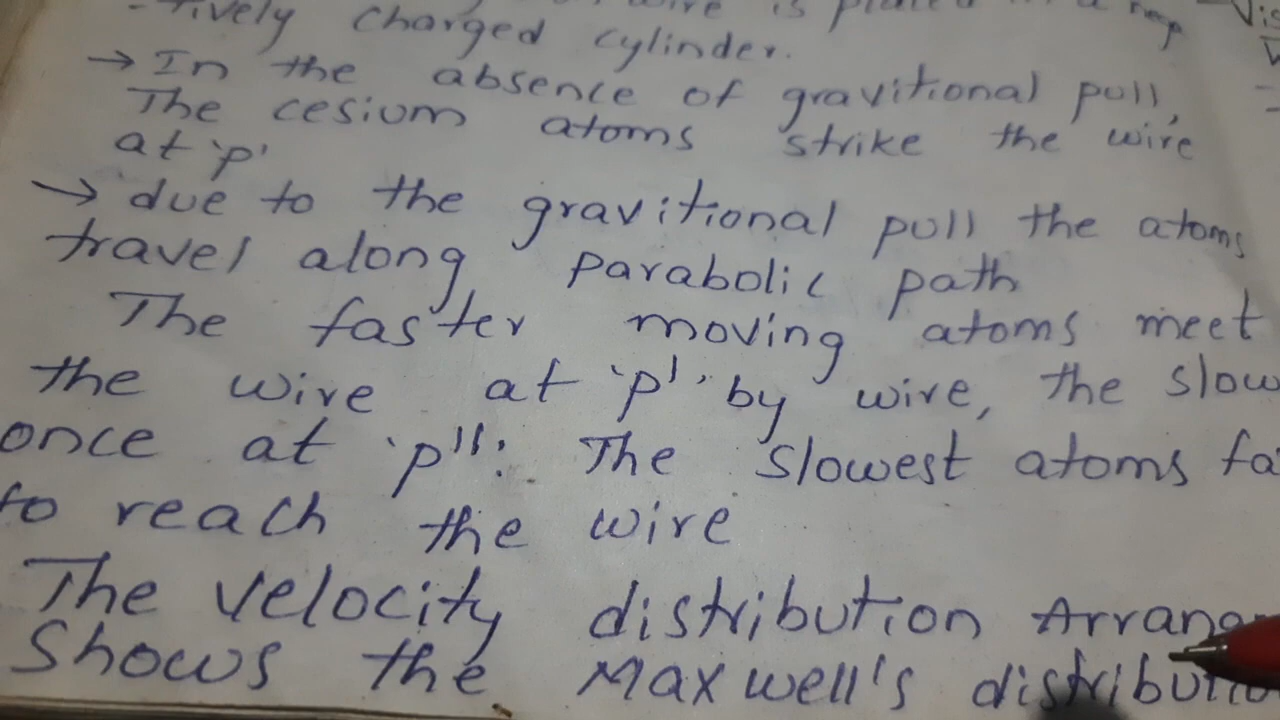 -tively charged cylinder.
→ In the absence of gravitional pull,
The cesium atoms strike the wire
at 'p'
→ due to the gravitional pull the atoms
travel along parabolic path
The faster moving atoms meet
the wire at 'p'' by wire, the slow
once at 'p''. The slowest atoms fa
to reach the wire
The velocity distribution Arrang
Shows the Maxwell's distributio